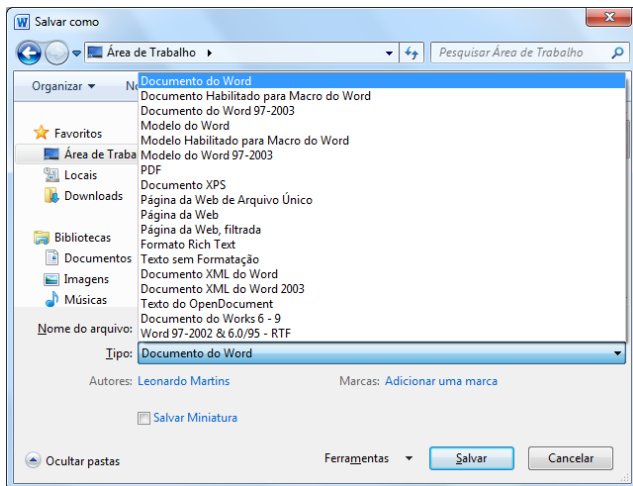 Salvar como
Área de Trabalho
Pesquisar Área de Trabalho
Organizar
Documento do Word
Documento Habilitado para Macro do Word
Documento do Word 97-2003
Modelo do Word
Modelo Habilitado para Macro do Word
Modelo do Word 97-2003
PDF
Documento XPS
Página da Web de Arquivo Único
Página da Web
Página da Web, filtrada
Formato Rich Text
Texto sem Formatação
Documento XML do Word
Documento XML do Word 2003
Texto do OpenDocument
Documento do Works 6 - 9
Word 97-2002 & 6.0/95 - RTF
Favoritos
Área de Traba
Locais
Downloads
Bibliotecas
Documentos
Imagens
Músicas
Nome do arquivo:
Tipo: Documento do Word
Autores: Leonardo Martins Marcas: Adicionar uma marca
Salvar Miniatura
Ocultar pastas Ferramentas Salvar Cancelar